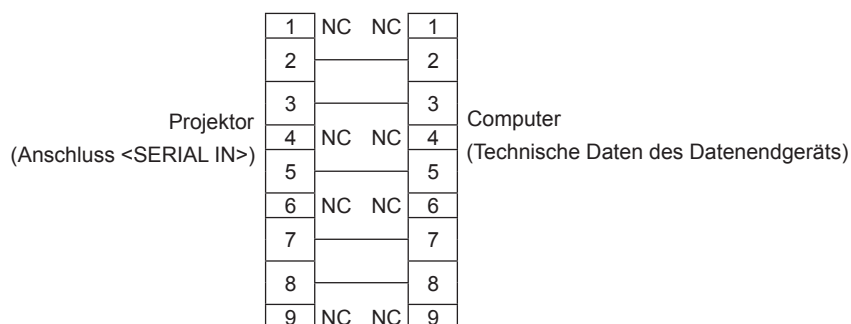 1 NC NC 1
2 2
3 3
Projektor
(Anschluss <SERIAL IN>)
4 NC NC 4
Computer
(Technische Daten des Datenendgeräts)
5 5
6 NC NC 6
7 7
8 8
9 NC NC 9